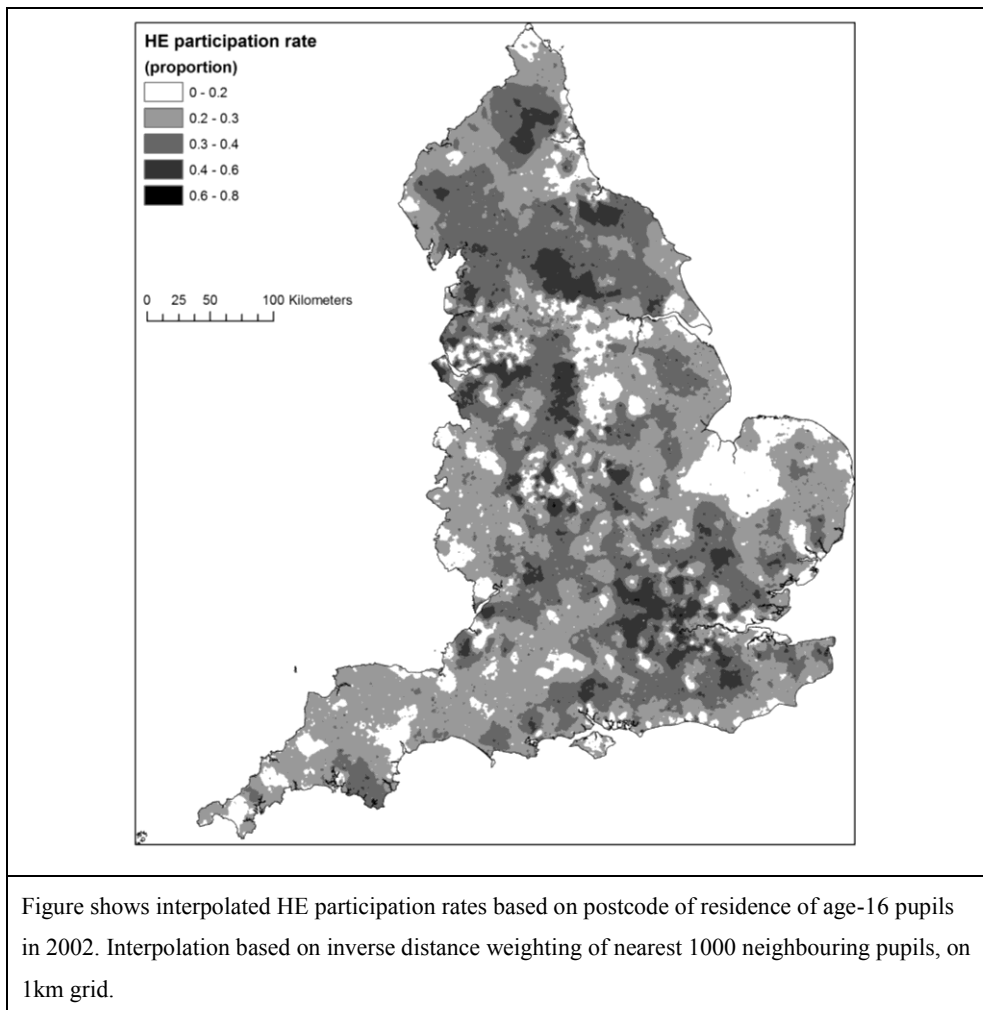 HE participation rate
(proportion)
0 - 0.2
0.2 - 0.3
0.3 - 0.4
0.4 - 0.6
0.6 - 0.8
0 25 50 100 Kilometers
Figure shows interpolated HE participation rates based on postcode of residence of age-16 pupils
in 2002. Interpolation based on inverse distance weighting of nearest 1000 neighbouring pupils, on
1km grid.